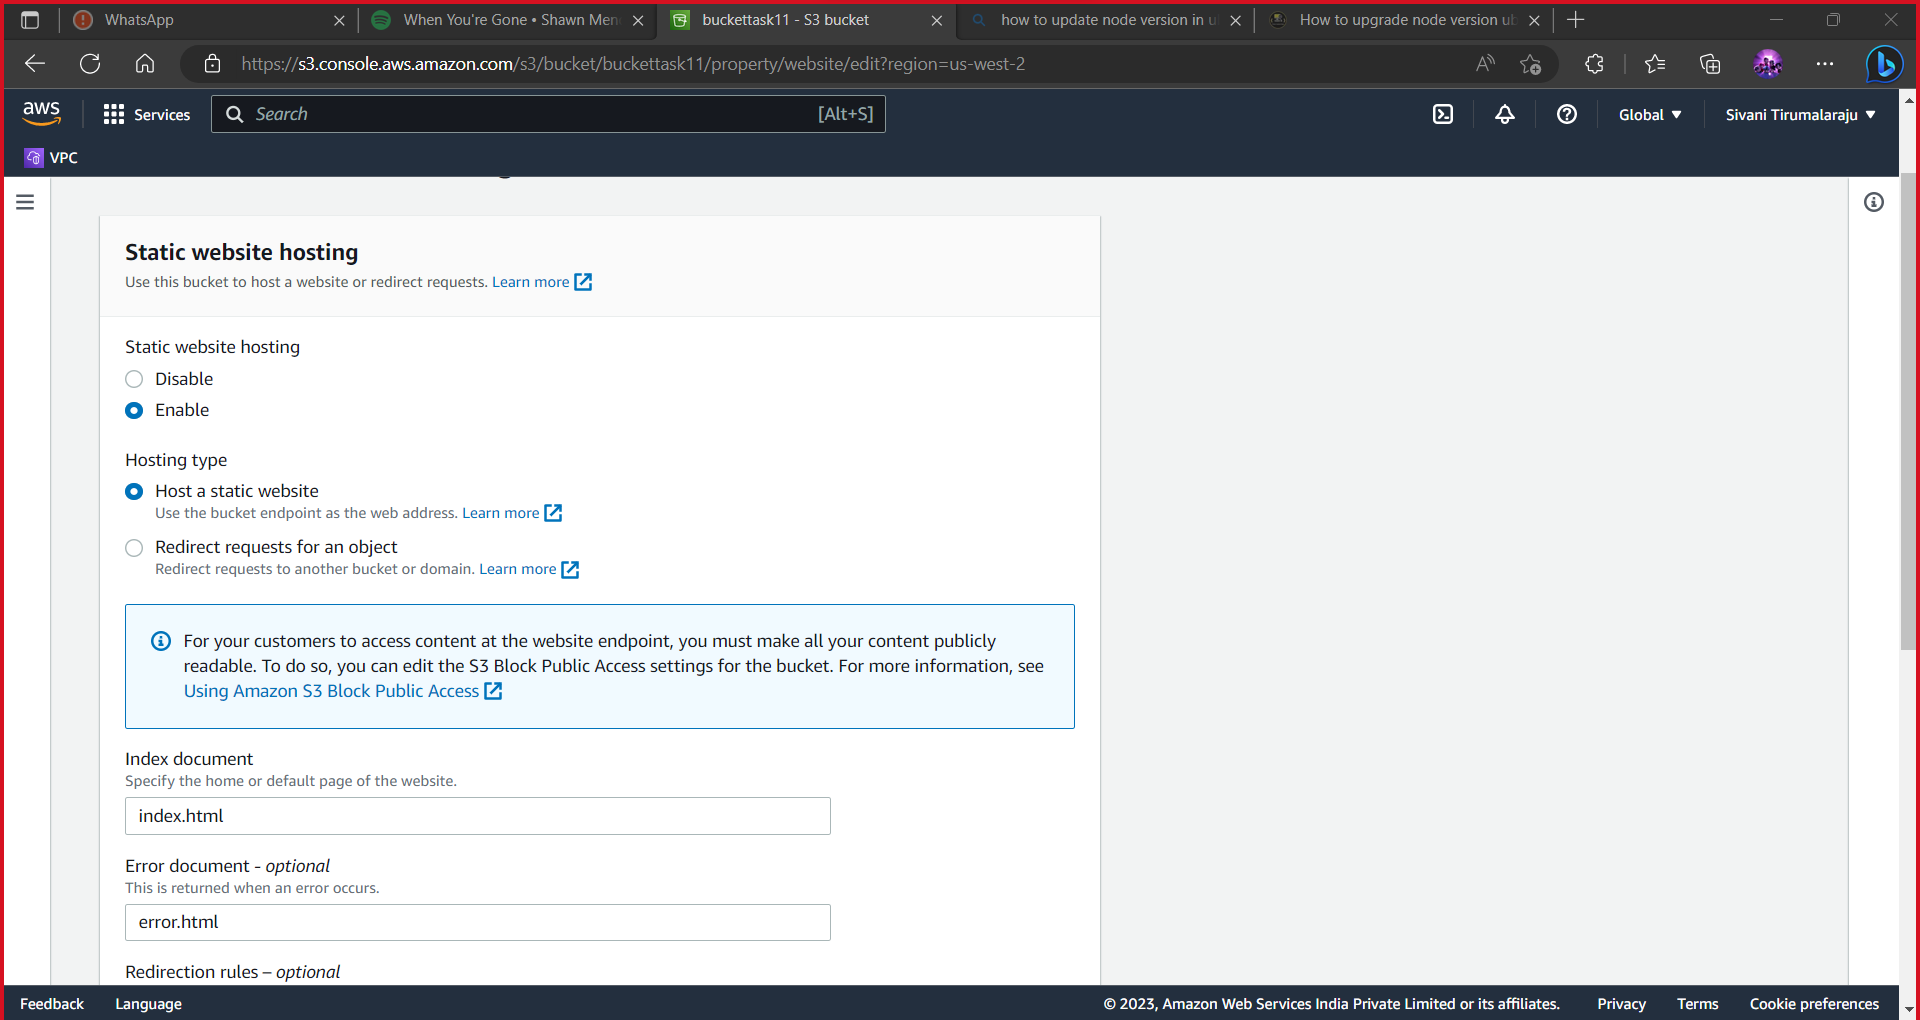 WhatsApp
When You're Gone • Shawn Men
buckettask11 - S3 bucket
how to update node version in u
How to upgrade node version ub
https://s3.console.aws.amazon.com/s3/bucket/buckettask11/property/website/edit?region=us-west-2
aws
Services
Search
[Alt+S]
Global
Sivani Tirumalaraju
VPC
Static website hosting
Use this bucket to host a website or redirect requests. Learn more
Static website hosting
Disable
Enable
Hosting type
Host a static website
Use the bucket endpoint as the web address. Learn more
Redirect requests for an object
Redirect requests to another bucket or domain. Learn more
For your customers to access content at the website endpoint, you must make all your content publicly
readable. To do so, you can edit the S3 Block Public Access settings for the bucket. For more information, see
Using Amazon S3 Block Public Access
Index document
Specify the home or default page of the website.
index.html
Error document - optional
This is returned when an error occurs.
error.html
Redirection rules – optional
Feedback
Language
© 2023, Amazon Web Services India Private Limited or its affiliates.
Privacy
Terms
Cookie preferences